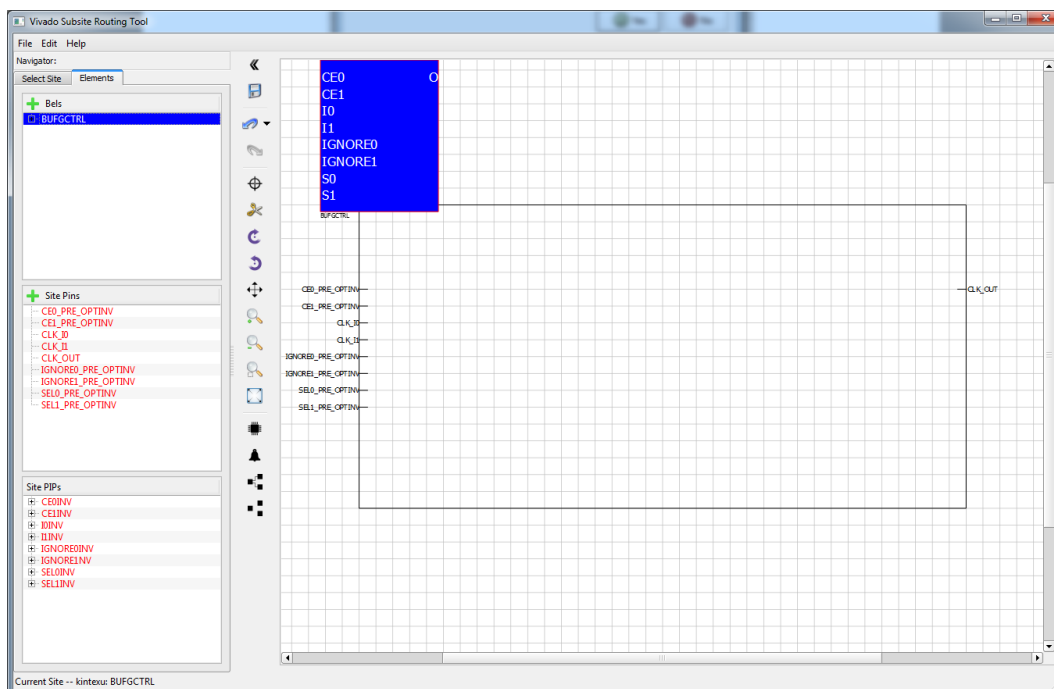 Vivado Subsite Routing Tool
File Edit Help
Navigator:
Select Site Elements
Bels
BUFGCTRL
Site Pins
CE0_PRE_OPTINV
CE1_PRE_OPTINV
CLK_I0
CLK_I1
CLK_OUT
IGNORE0_PRE_OPTINV
IGNORE1_PRE_OPTINV
SEL0_PRE_OPTINV
SEL1_PRE_OPTINV
Site PIPs
CE0INV
CE1INV
I0INV
I1INV
IGNORE0INV
IGNORE1INV
SEL0INV
SEL1INV
CE0 O
CE1
I0
I1
IGNORE0
IGNORE1
S0
S1
BUFGCTRL
CE0_PRE_OPTINV
CE1_PRE_OPTINV
CLK_I0
CLK_I1
IGNORE0_PRE_OPTINV
IGNORE1_PRE_OPTINV
SEL0_PRE_OPTINV
SEL1_PRE_OPTINV
CLK_OUT
Current Site -- kintexu: BUFGCTRL